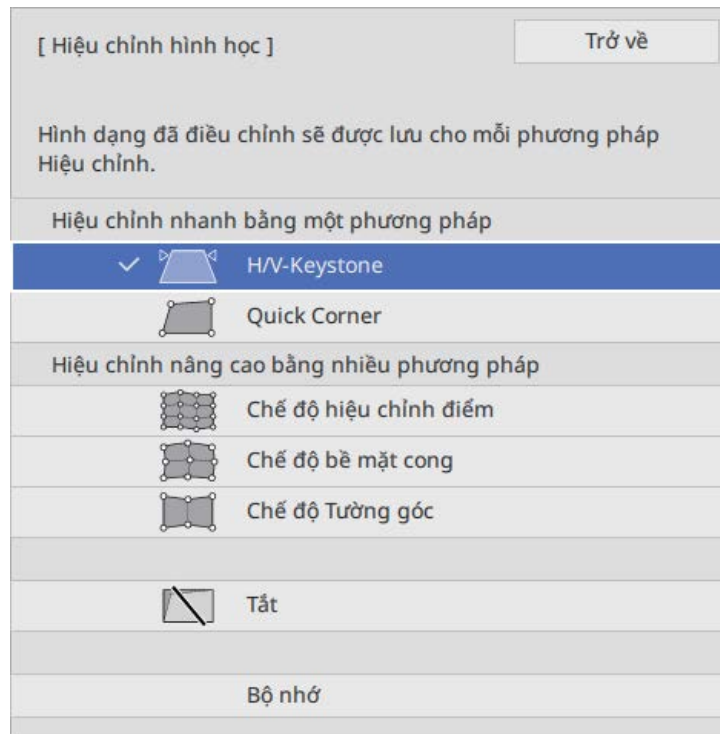 [ Hiệu chỉnh hình học ]
Trở về
Hình dạng đã điều chỉnh sẽ được lưu cho mỗi phương pháp
Hiệu chỉnh.
Hiệu chỉnh nhanh bằng một phương pháp
H/V-Keystone
Quick Corner
Hiệu chỉnh nâng cao bằng nhiều phương pháp
Chế độ hiệu chỉnh điểm
Chế độ bề mặt cong
Chế độ Tường góc
Tắt
Bộ nhớ